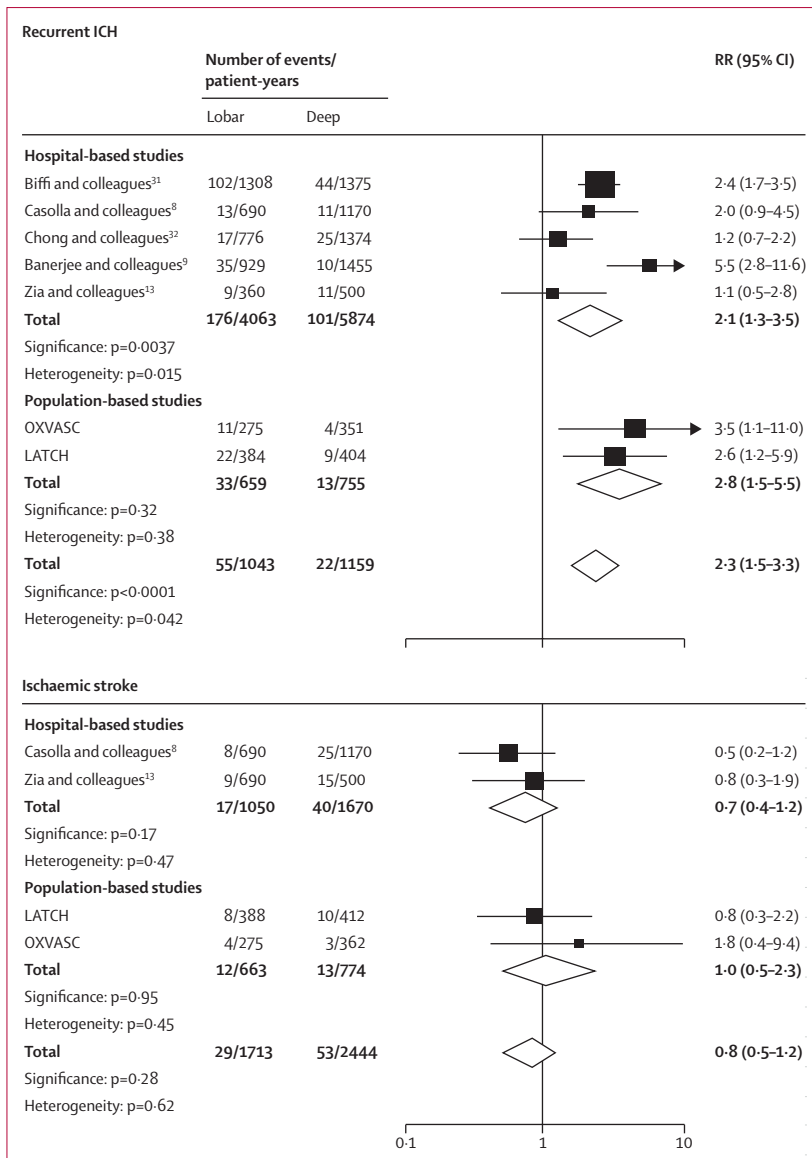 Recurrent ICH
Number of events/
patient-years
RR (95% CI)
Lobar Deep
Hospital-based studies
Biffi and colleagues³¹ 102/1308 44/1375 2·4 (1·7–3·5)
Casolla and colleagues⁸ 13/690 11/1170 2·0 (0·9–4·5)
Chong and colleagues³² 17/776 25/1374 1·2 (0·7–2·2)
Banerjee and colleagues⁹ 35/929 10/1455 5·5 (2·8–11·6)
Zia and colleagues¹³ 9/360 11/500 1·1 (0·5–2·8)
Total 176/4063 101/5874 2·1 (1·3–3·5)
Significance: p=0·0037
Heterogeneity: p=0·015
Population-based studies
OXVASC 11/275 4/351 3·5 (1·1–11·0)
LATCH 22/384 9/404 2·6 (1·2–5·9)
Total 33/659 13/755 2·8 (1·5–5·5)
Significance: p=0·32
Heterogeneity: p=0·38
Total 55/1043 22/1159 2·3 (1·5–3·3)
Significance: p<0·0001
Heterogeneity: p=0·042
Ischaemic stroke
Hospital-based studies
Casolla and colleagues⁸ 8/690 25/1170 0·5 (0·2–1·2)
Zia and colleagues¹³ 9/690 15/500 0·8 (0·3–1·9)
Total 17/1050 40/1670 0·7 (0·4–1·2)
Significance: p=0·17
Heterogeneity: p=0·47
Population-based studies
LATCH 8/388 10/412 0·8 (0·3–2·2)
OXVASC 4/275 3/362 1·8 (0·4–9·4)
Total 12/663 13/774 1·0 (0·5–2·3)
Significance: p=0·95
Heterogeneity: p=0·45
Total 29/1713 53/2444 0·8 (0·5–1·2)
Significance: p=0·28
Heterogeneity: p=0·62
0·1 1 10